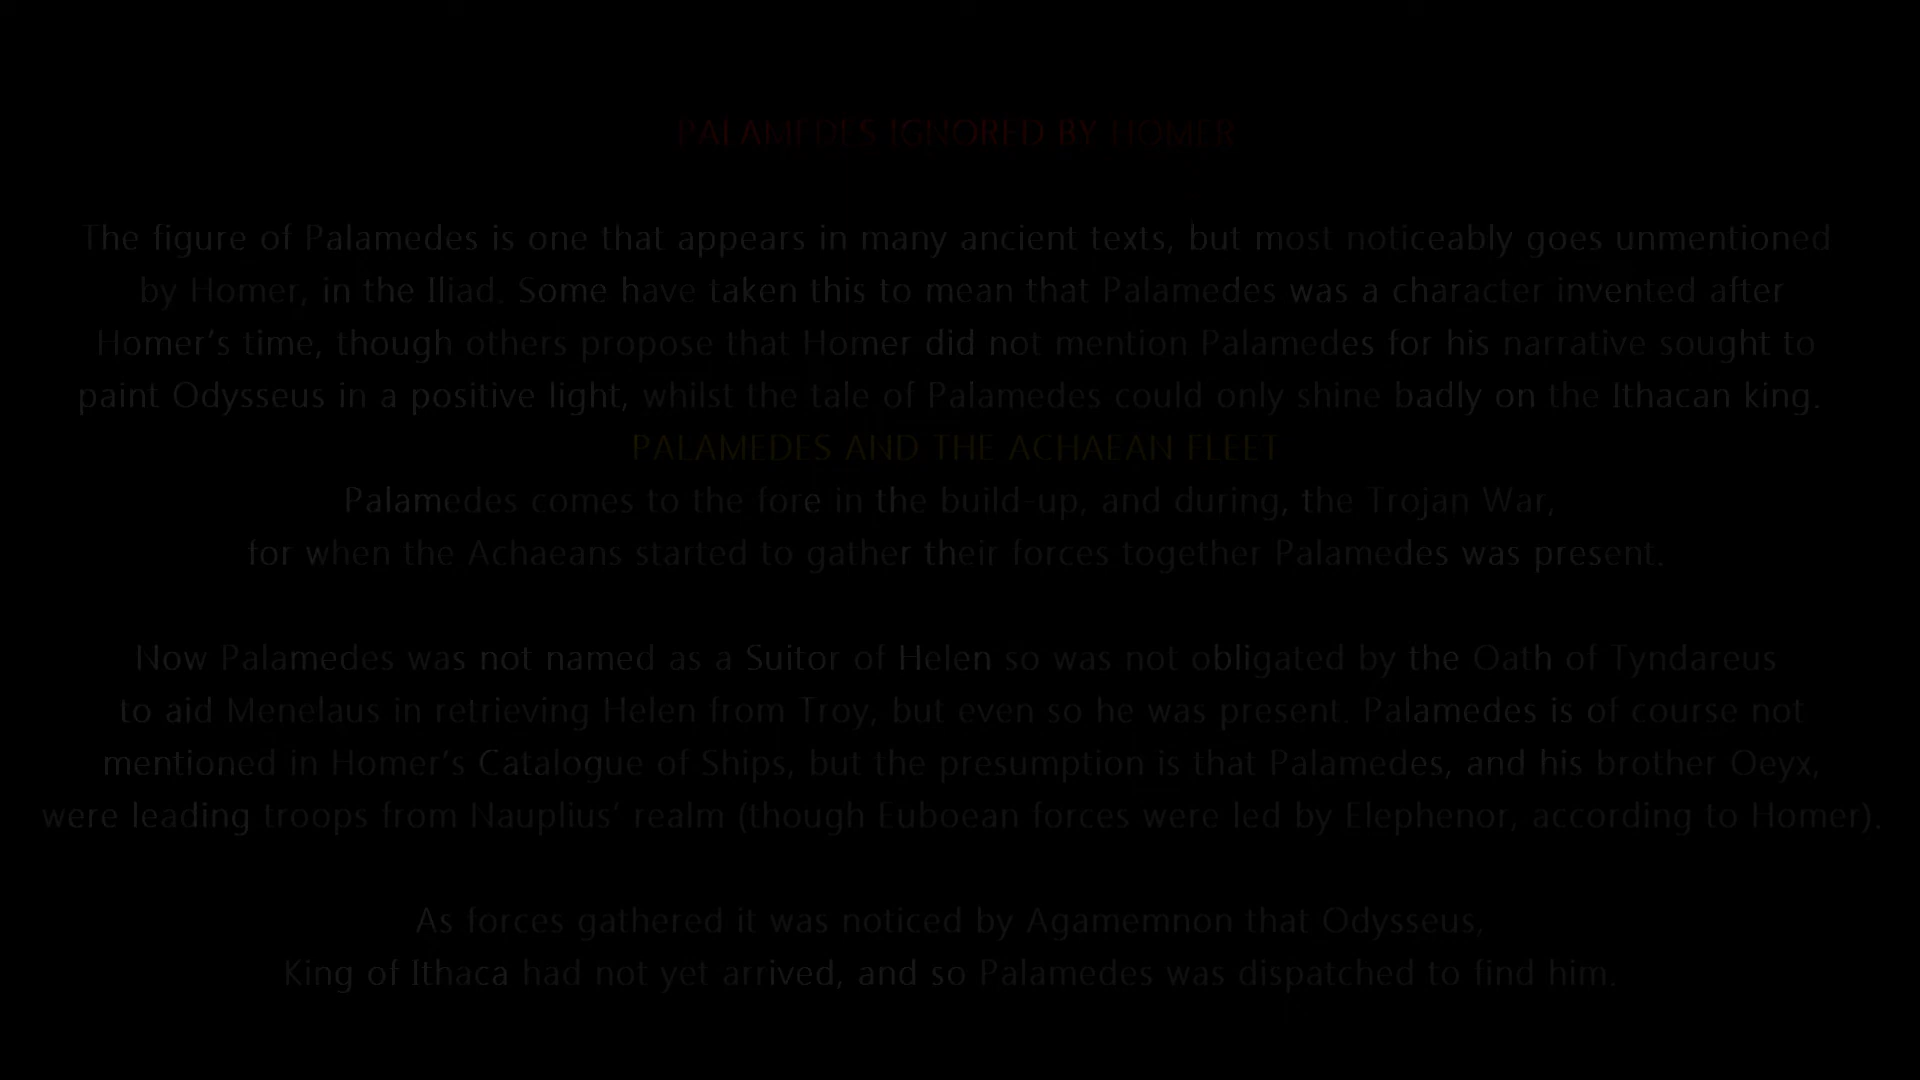 PALAMEDES IGNORED BY HOMER
The figure of Palamedes is one that appears in many ancient texts, but most noticeably goes unmentioned
by Homer, in the Iliad. Some have taken this to mean that Palamedes was a character invented after
Homer’s time, though others propose that Homer did not mention Palamedes for his narrative sought to
paint Odysseus in a positive light, whilst the tale of Palamedes could only shine badly on the Ithacan king.
PALAMEDES AND THE ACHAEAN FLEET
Palamedes comes to the fore in the build-up, and during, the Trojan War,
for when the Achaeans started to gather their forces together Palamedes was present.
Now Palamedes was not named as a Suitor of Helen so was not obligated by the Oath of Tyndareus
to aid Menelaus in retrieving Helen from Troy, but even so he was present. Palamedes is of course not
mentioned in Homer’s Catalogue of Ships, but the presumption is that Palamedes, and his brother Oeyx,
were leading troops from Nauplius’ realm (though Euboean forces were led by Elephenor, according to Homer).
As forces gathered it was noticed by Agamemnon that Odysseus,
King of Ithaca had not yet arrived, and so Palamedes was dispatched to find him.